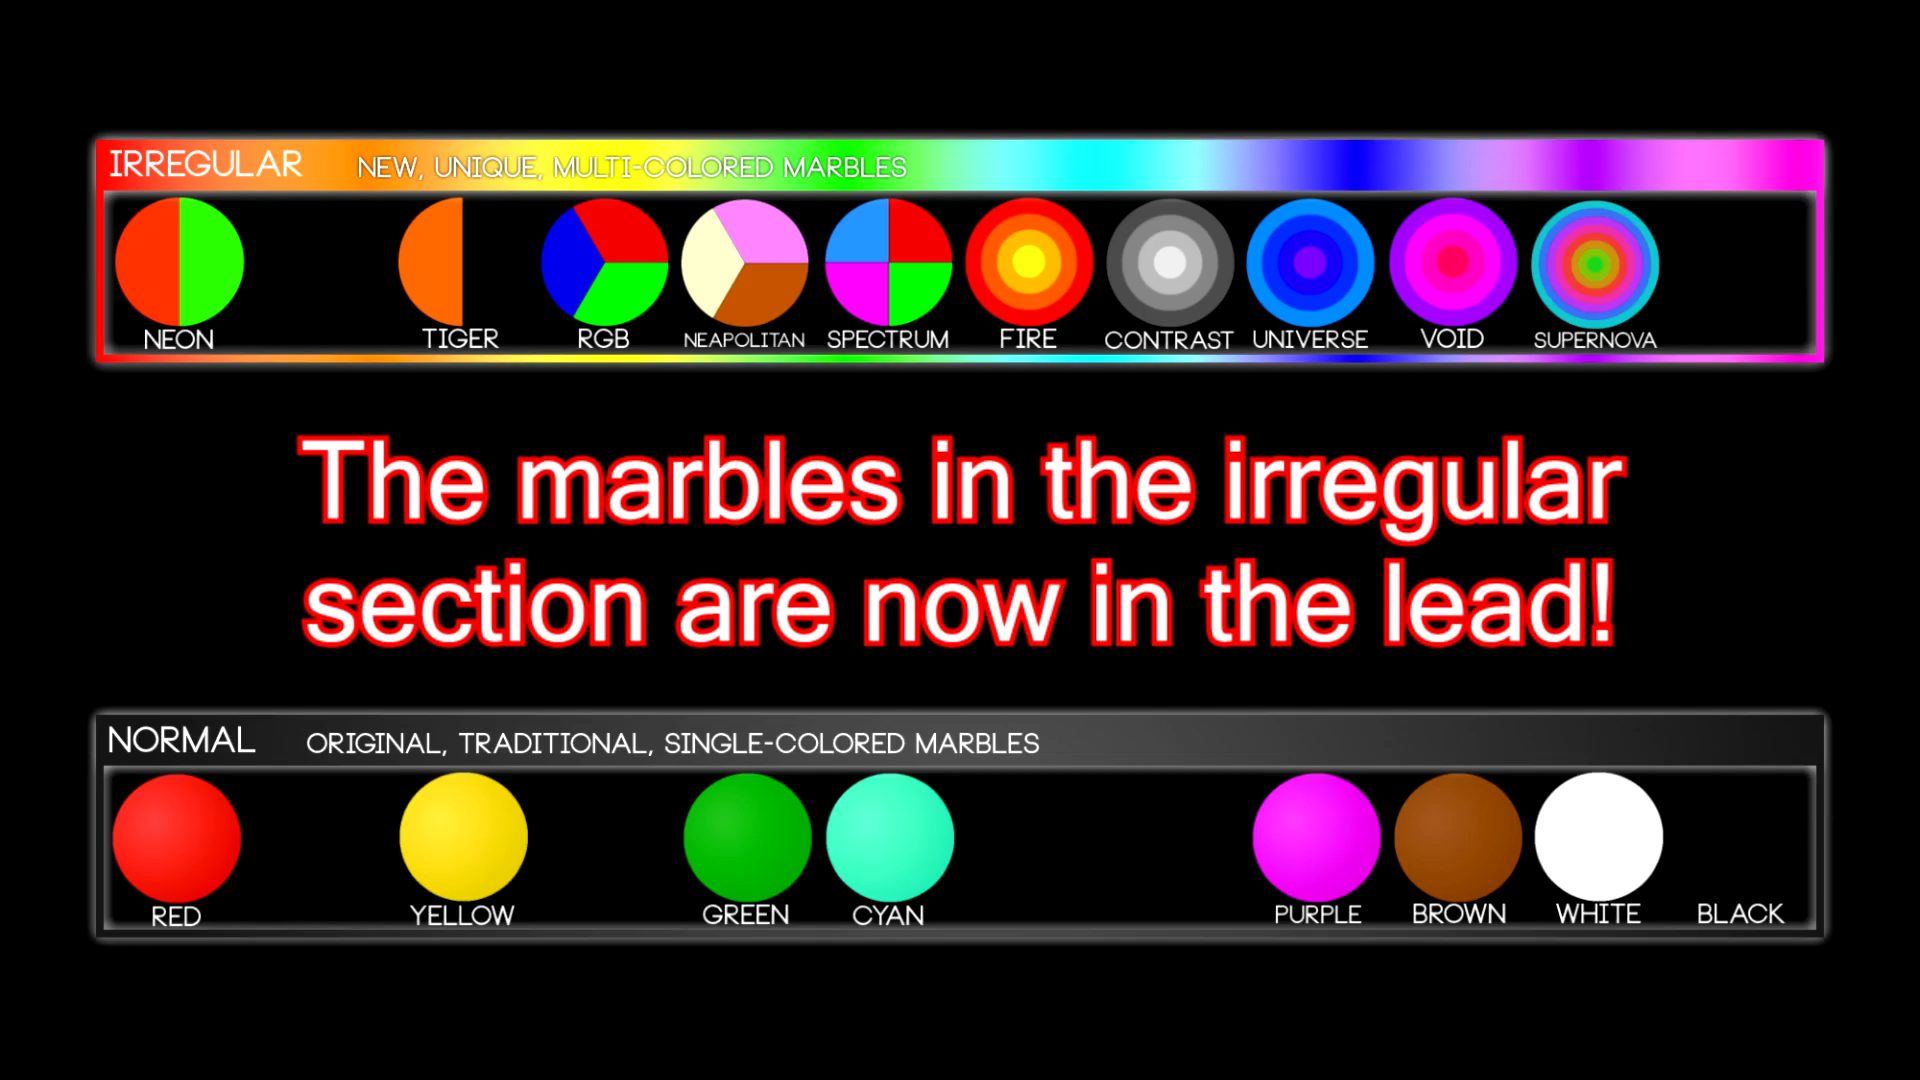 IRREGULAR NEW, UNIQUE, MULTI-COLORED MARBLES
NEON TIGER RGB NEAPOLITAN SPECTRUM FIRE CONTRAST UNIVERSE VOID SUPERNOVA
The marbles in the irregular
section are now in the lead!
NORMAL ORIGINAL, TRADITIONAL, SINGLE-COLORED MARBLES
RED YELLOW GREEN CYAN PURPLE BROWN WHITE BLACK